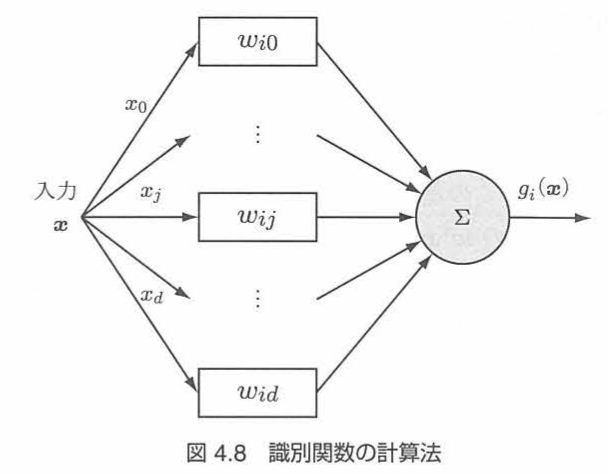 w_{i0}
x_0
⋮
入力
x
x_j
w_{ij}
Σ
g_i(x)
x_d
⋮
w_{id}
図 4.8 識別関数の計算法